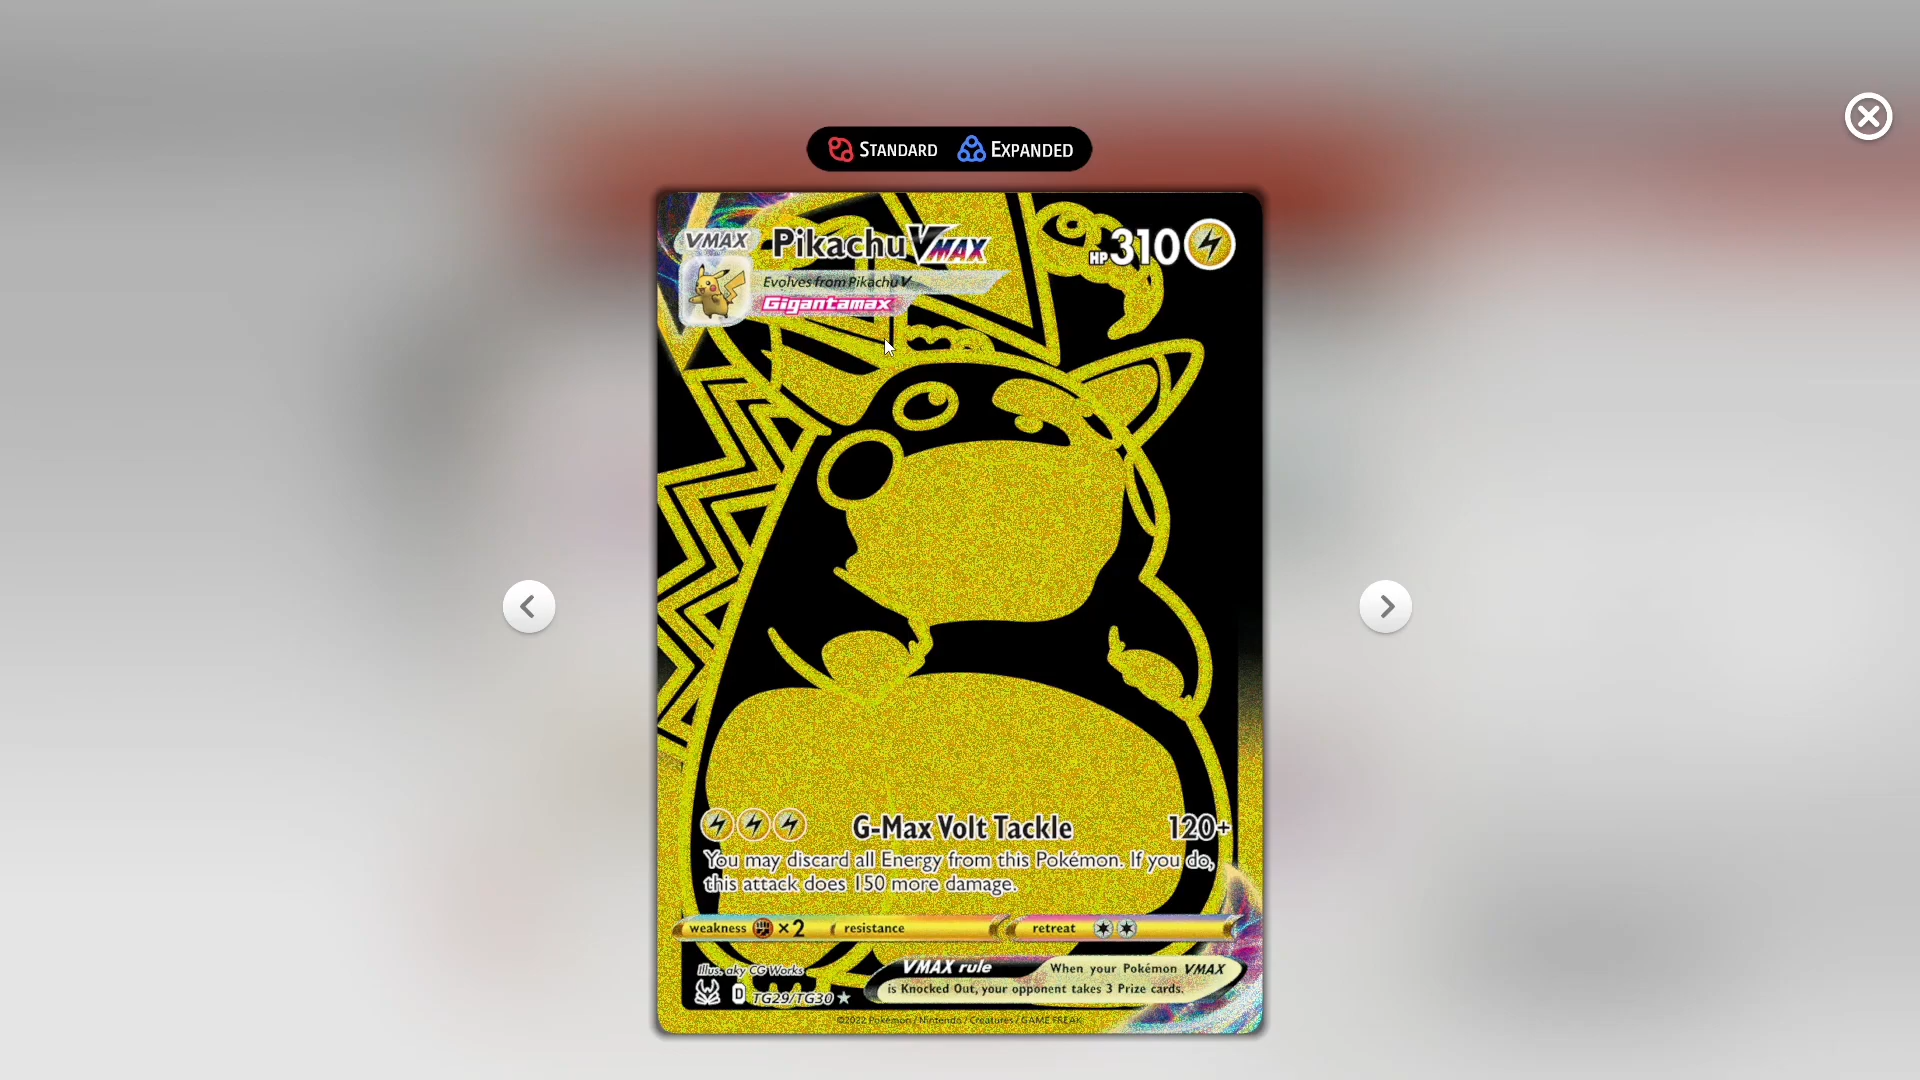 STANDARD EXPANDED
VMAX Pikachu VMAX HP 310
Evolves from Pikachu V
Gigantamax
G-Max Volt Tackle 120+
You may discard all Energy from this Pokémon. If you do,
this attack does 150 more damage.
weakness ×2 resistance retreat
Illus. aky CG Works
VMAX rule When your Pokémon VMAX
is Knocked Out, your opponent takes 3 Prize cards.
D TG29/TG30
©2022 Pokémon / Nintendo / Creatures / GAME FREAK